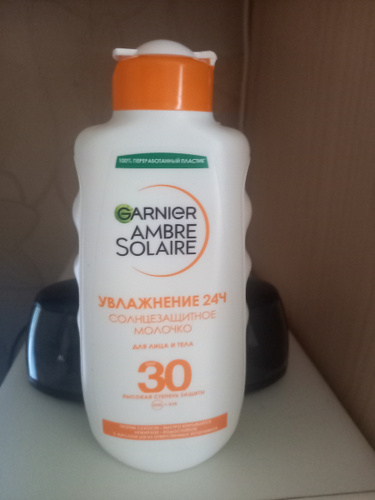 100% ПЕРЕРАБОТАННЫЙ ПЛАСТИК
GARNIER
AMBRE
SOLAIRE
УВЛАЖНЕНИЕ 24Ч
СОЛНЦЕЗАЩИТНОЕ
МОЛОЧКО
ДЛЯ ЛИЦА И ТЕЛА
30
ВЫСОКАЯ СТЕПЕНЬ ЗАЩИТЫ